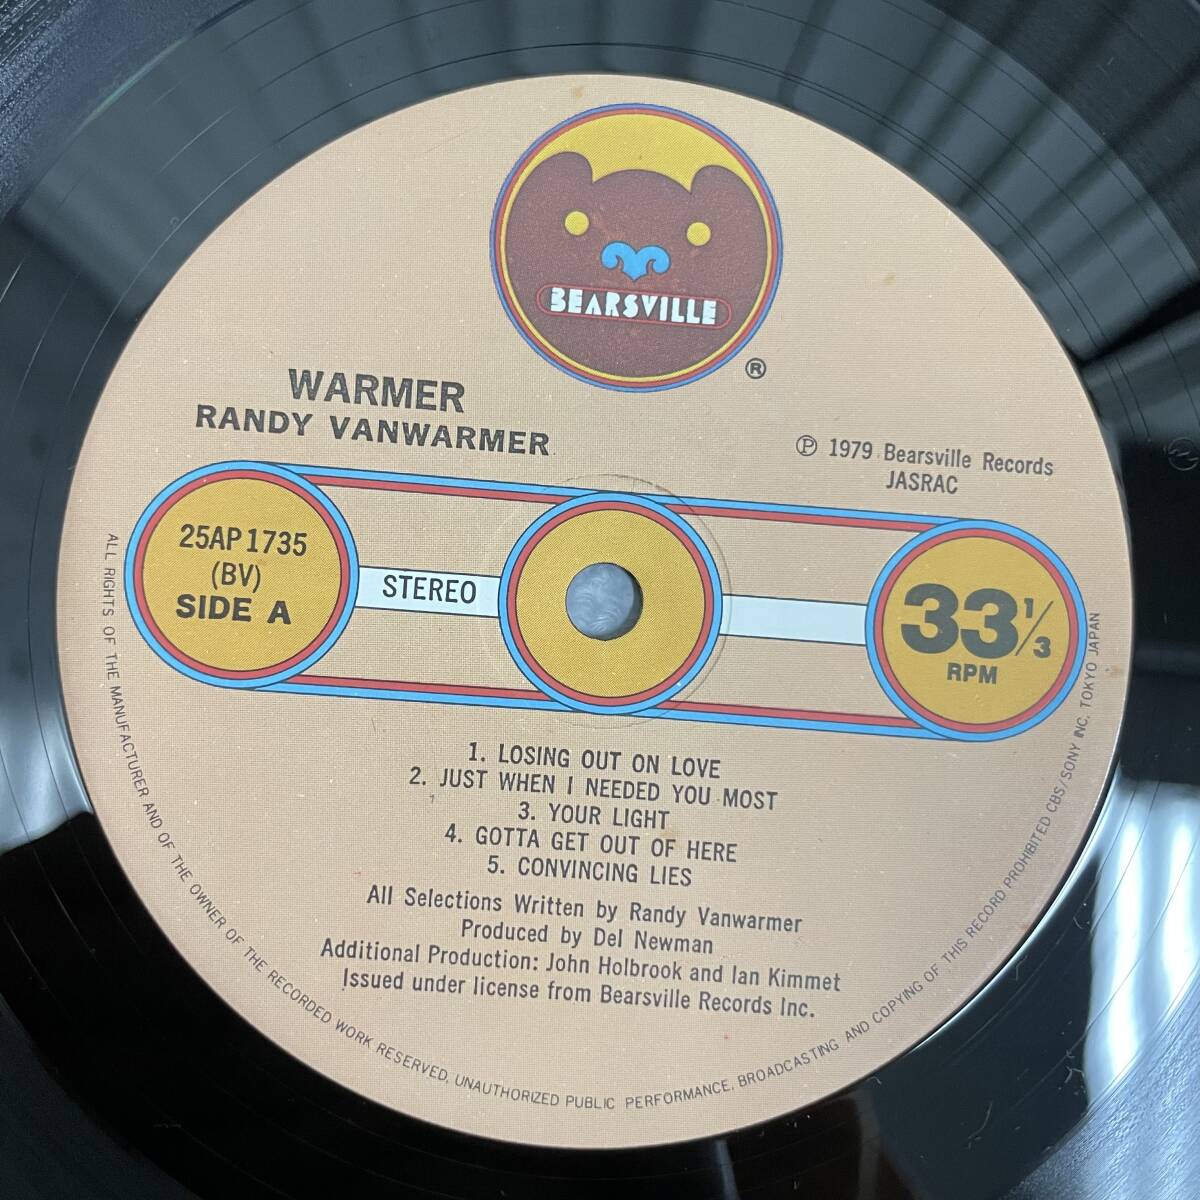 BEARSVILLE
®
WARMER
RANDY VANWARMER
Ⓟ 1979 Bearsville Records
JASRAC
25AP 1735
(BV)
SIDE A
STEREO
33 1/3
RPM
1. LOSING OUT ON LOVE
2. JUST WHEN I NEEDED YOU MOST
3. YOUR LIGHT
4. GOTTA GET OUT OF HERE
5. CONVINCING LIES
All Selections Written by Randy Vanwarmer
Produced by Del Newman
Additional Production: John Holbrook and Ian Kimmet
Issued under license from Bearsville Records Inc.
ALL RIGHTS OF THE MANUFACTURER AND OF THE OWNER OF THE RECORDED WORK RESERVED, UNAUTHORIZED PUBLIC PERFORMANCE, BROADCASTING AND COPYING OF THIS RECORD PROHIBITED CBS/SONY INC. TOKYO JAPAN